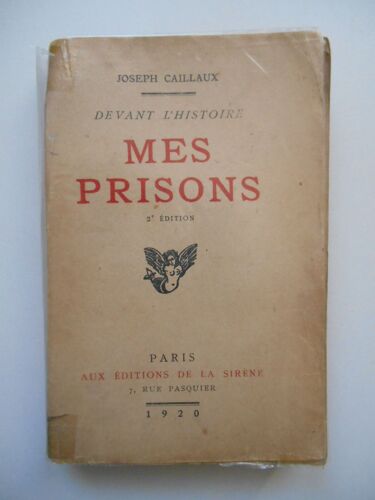 JOSEPH CAILLAUX
DEVANT L'HISTOIRE
MES
PRISONS
2e ÉDITION
PARIS
AUX ÉDITIONS DE LA SIRÈNE
7, RUE PASQUIER
1920